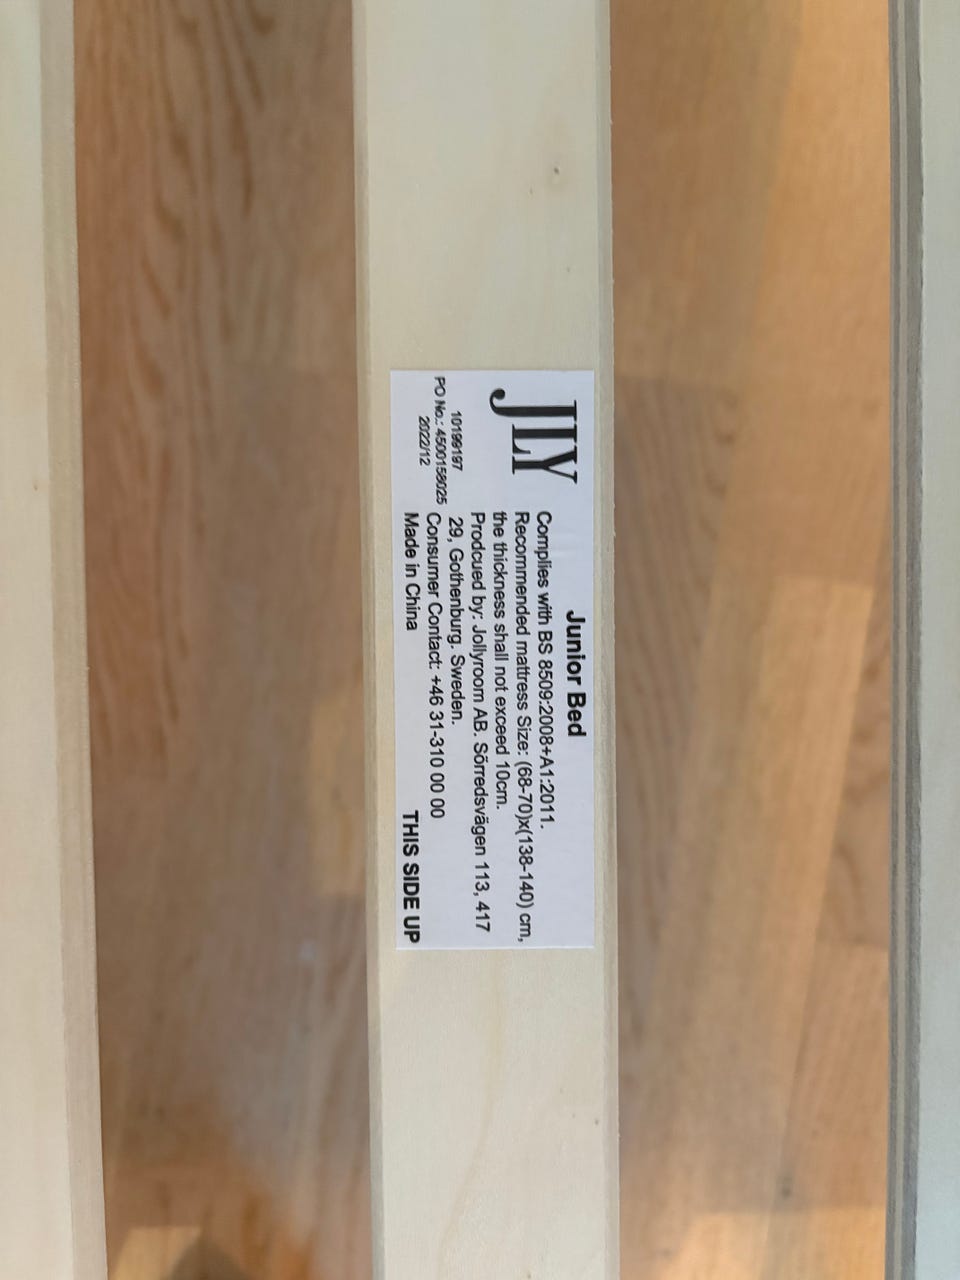 JLY
10199197
PO No.: 4500158025
2022/12
Junior Bed
Complies with BS 8509:2008+A1:2011.
Recommended mattress Size: (68-70)x(138-140) cm,
the thickness shall not exceed 10cm.
Prodcued by: Jollyroom AB. Sörredsvägen 113, 417
29, Gothenburg. Sweden.
Consumer Contact: +46 31-310 00 00
Made in China
THIS SIDE UP